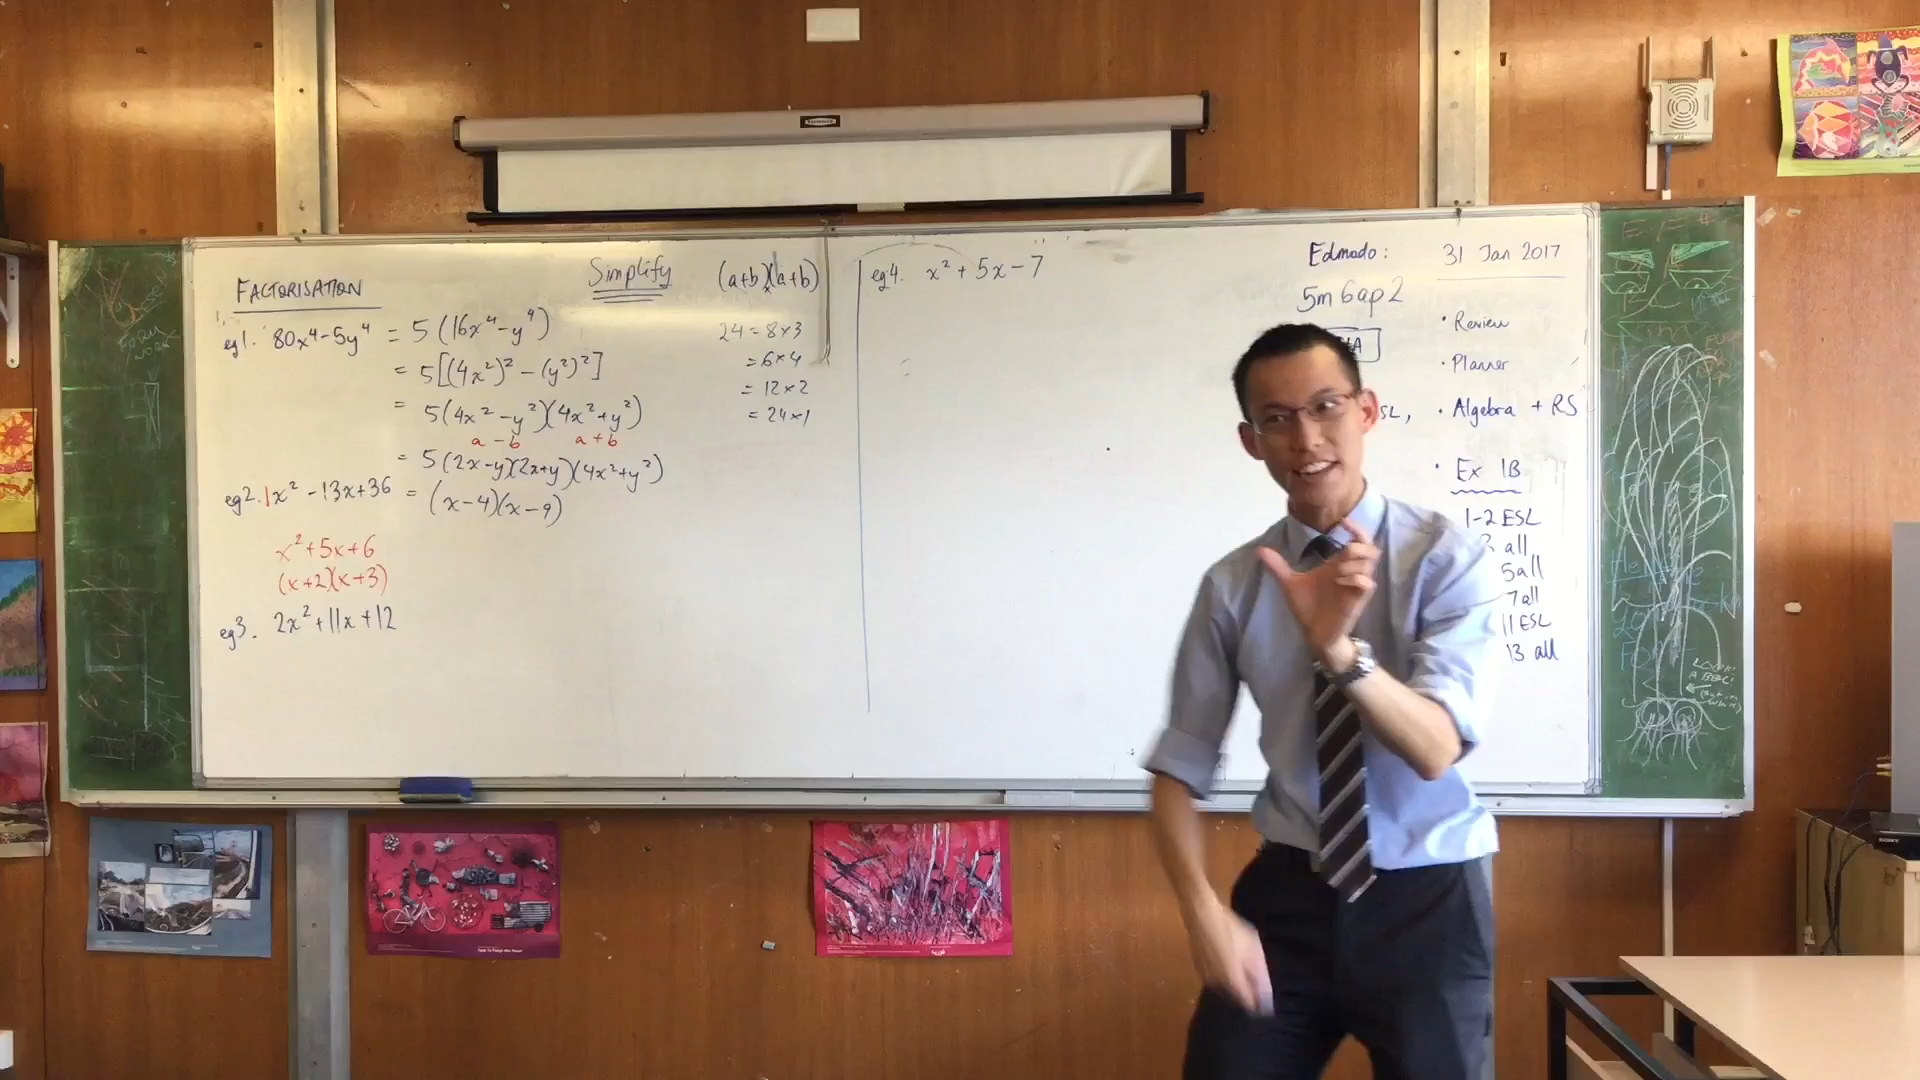 FACTORISATION
Simplify
(a+b)(a+b)
eg1. 80x⁴-5y⁴ = 5(16x⁴-y⁴)
= 5[(4x²)² - (y²)²]
= 5(4x²-y²)(4x²+y²)
a-b a+b
= 5(2x-y)(2x+y)(4x²+y²)
eg2. 1x²-13x+36 = (x-4)(x-9)
x²+5x+6
(x+2)(x+3)
eg3. 2x²+11x+12
24 = 8×3
= 6×4
= 12×2
= 24×1
eg4. x²+5x-7
Edmodo:
5m6ap2
31 Jan 2017
· Review
· Planner
· Algebra + RS
· Ex 1B
1-2 ESL
all
5 all
7 all
11 ESL
13 all
SL,